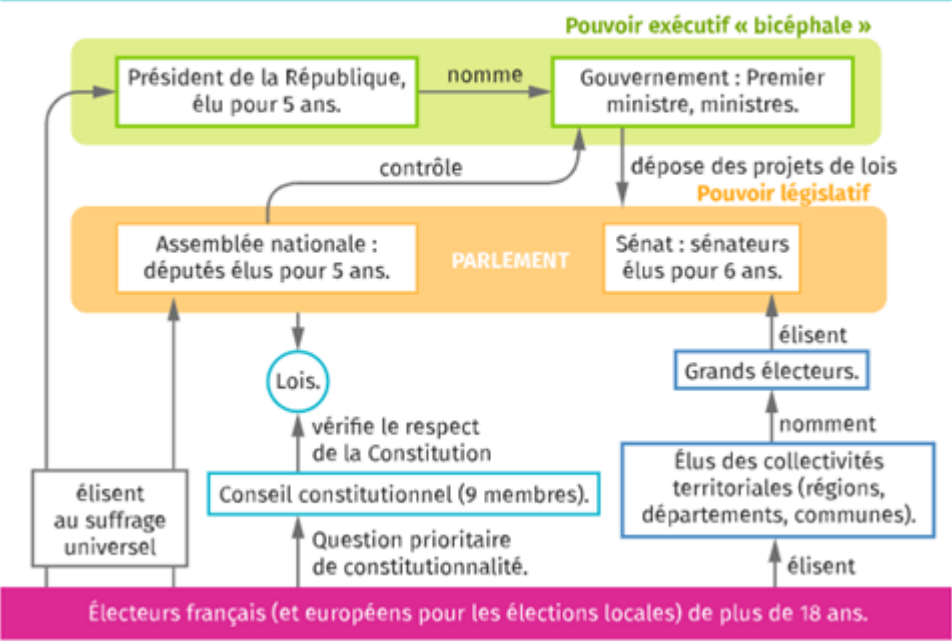 Pouvoir exécutif « bicéphale »
Président de la République,
élu pour 5 ans.
nomme
Gouvernement : Premier
ministre, ministres.
contrôle
dépose des projets de lois
Pouvoir législatif
Assemblée nationale :
députés élus pour 5 ans.
PARLEMENT
Sénat : sénateurs
élus pour 6 ans.
élisent
Lois.
Grands électeurs.
vérifie le respect
de la Constitution
nomment
Élus des collectivités
territoriales (régions,
départements, communes).
Conseil constitutionnel (9 membres).
élisent
au suffrage
universel
Question prioritaire
de constitutionnalité.
élisent
Électeurs français (et européens pour les élections locales) de plus de 18 ans.